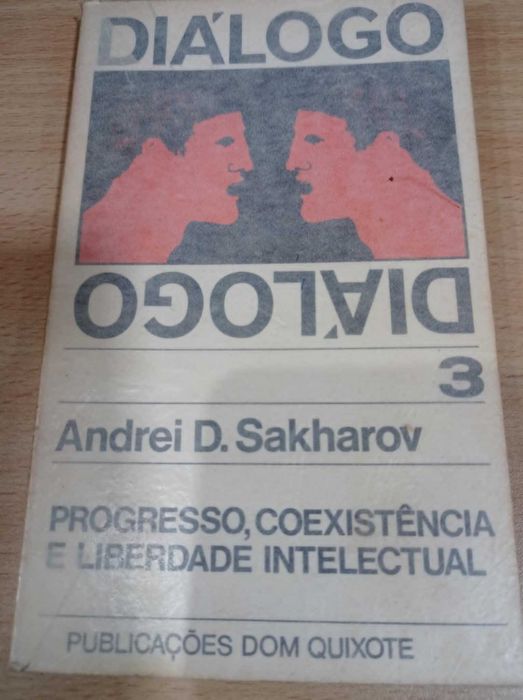 DIÁLOGO
DIÁLOGO
3
Andrei D. Sakharov
PROGRESSO, COEXISTÊNCIA
E LIBERDADE INTELECTUAL
PUBLICAÇÕES DOM QUIXOTE